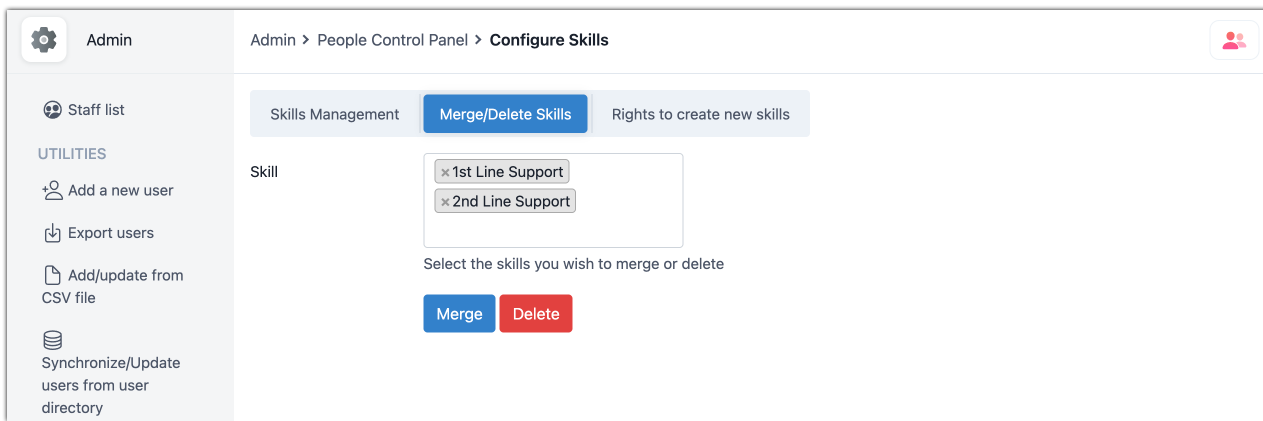 Admin
Admin > People Control Panel > Configure Skills
Staff list
UTILITIES
Add a new user
Export users
Add/update from
CSV file
Synchronize/Update
users from user
directory
Skills Management
Merge/Delete Skills
Rights to create new skills
Skill
× 1st Line Support
× 2nd Line Support
Select the skills you wish to merge or delete
Merge
Delete